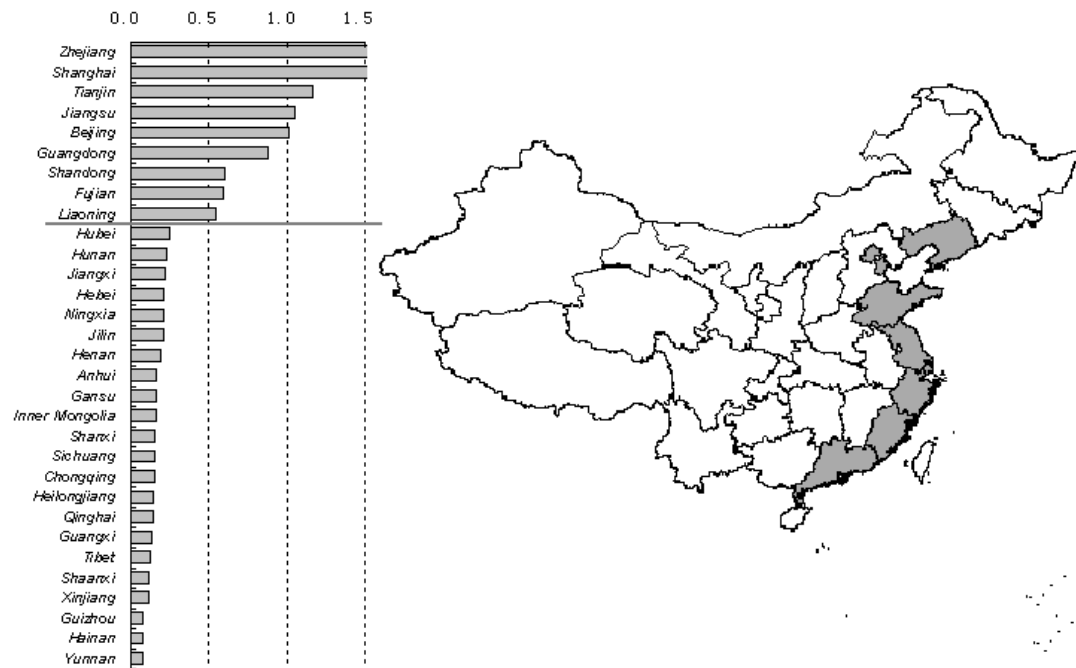 0.0 0.5 1.0 1.5
Zhejiang
Shanghai
Tianjin
Jiangsu
Beijing
Guangdong
Shandong
Fujian
Liaoning
Hubei
Hunan
Jiangxi
Hebei
Ningxia
Jilin
Henan
Anhui
Gansu
Inner Mongolia
Shanxi
Sichuang
Chongqing
Heilongjiang
Qinghai
Guangxi
Tibet
Shaanxi
Xinjiang
Guizhou
Hainan
Yunnan